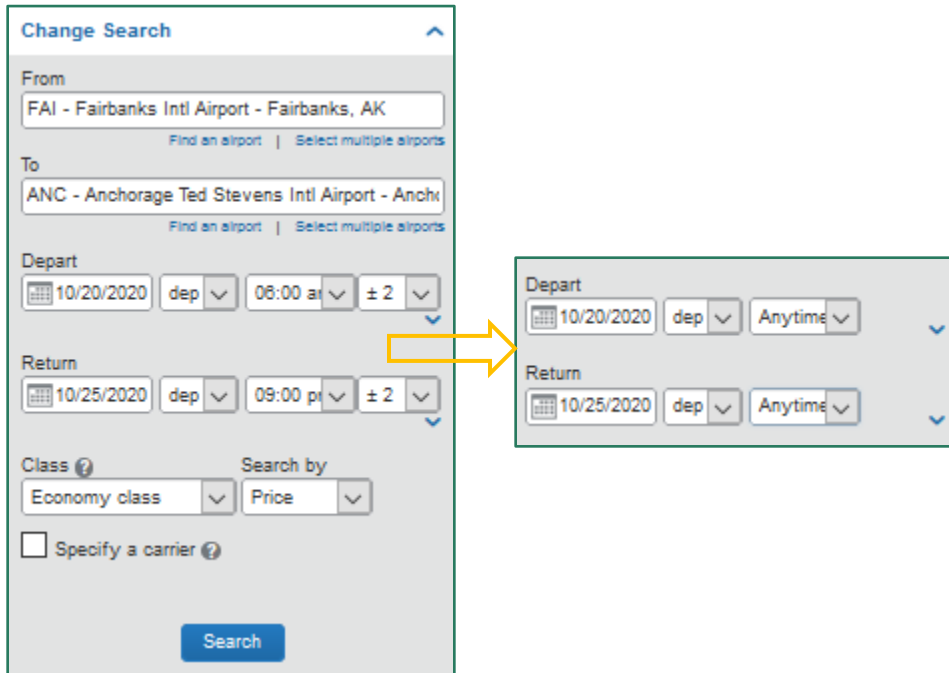 Change Search
From
FAI - Fairbanks Intl Airport - Fairbanks, AK
Find an airport | Select multiple airports
To
ANC - Anchorage Ted Stevens Intl Airport - Ancho
Find an airport | Select multiple airports
Depart
10/20/2020 dep 06:00 ar ± 2
Return
10/25/2020 dep 09:00 pr ± 2
Class ? Search by
Economy class Price
Specify a carrier ?
Search
Depart
10/20/2020 dep Anytime
Return
10/25/2020 dep Anytime